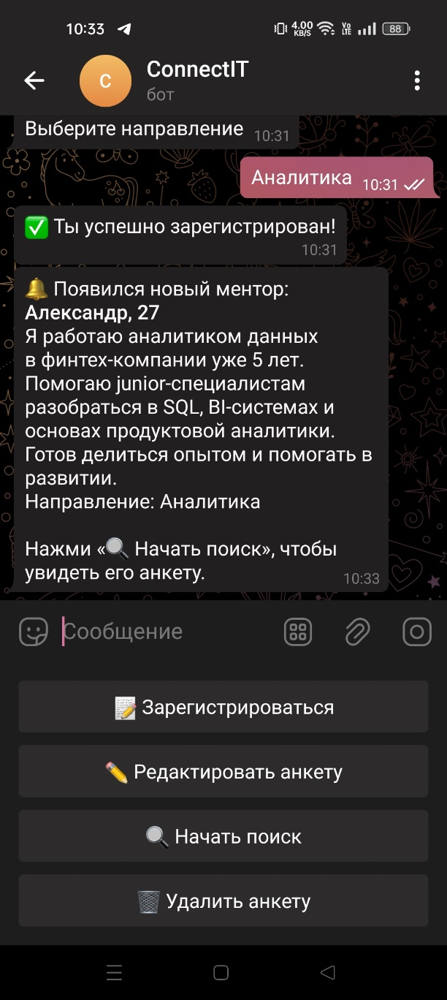 10:33
4.00
KB/S
Vo
LTE
88
C
ConnectIT
бот
Выберите направление 10:31
Аналитика 10:31
✅ Ты успешно зарегистрирован!
10:31
🔔 Появился новый ментор:
Александр, 27
Я работаю аналитиком данных
в финтех-компании уже 5 лет.
Помогаю junior-специалистам
разобраться в SQL, BI-системах и
основах продуктовой аналитики.
Готов делиться опытом и помогать в
развитии.
Направление: Аналитика
Нажми «🔍 Начать поиск», чтобы
увидеть его анкету. 10:33
Сообщение
📝 Зарегистрироваться
✏️ Редактировать анкету
🔍 Начать поиск
🗑️ Удалить анкету